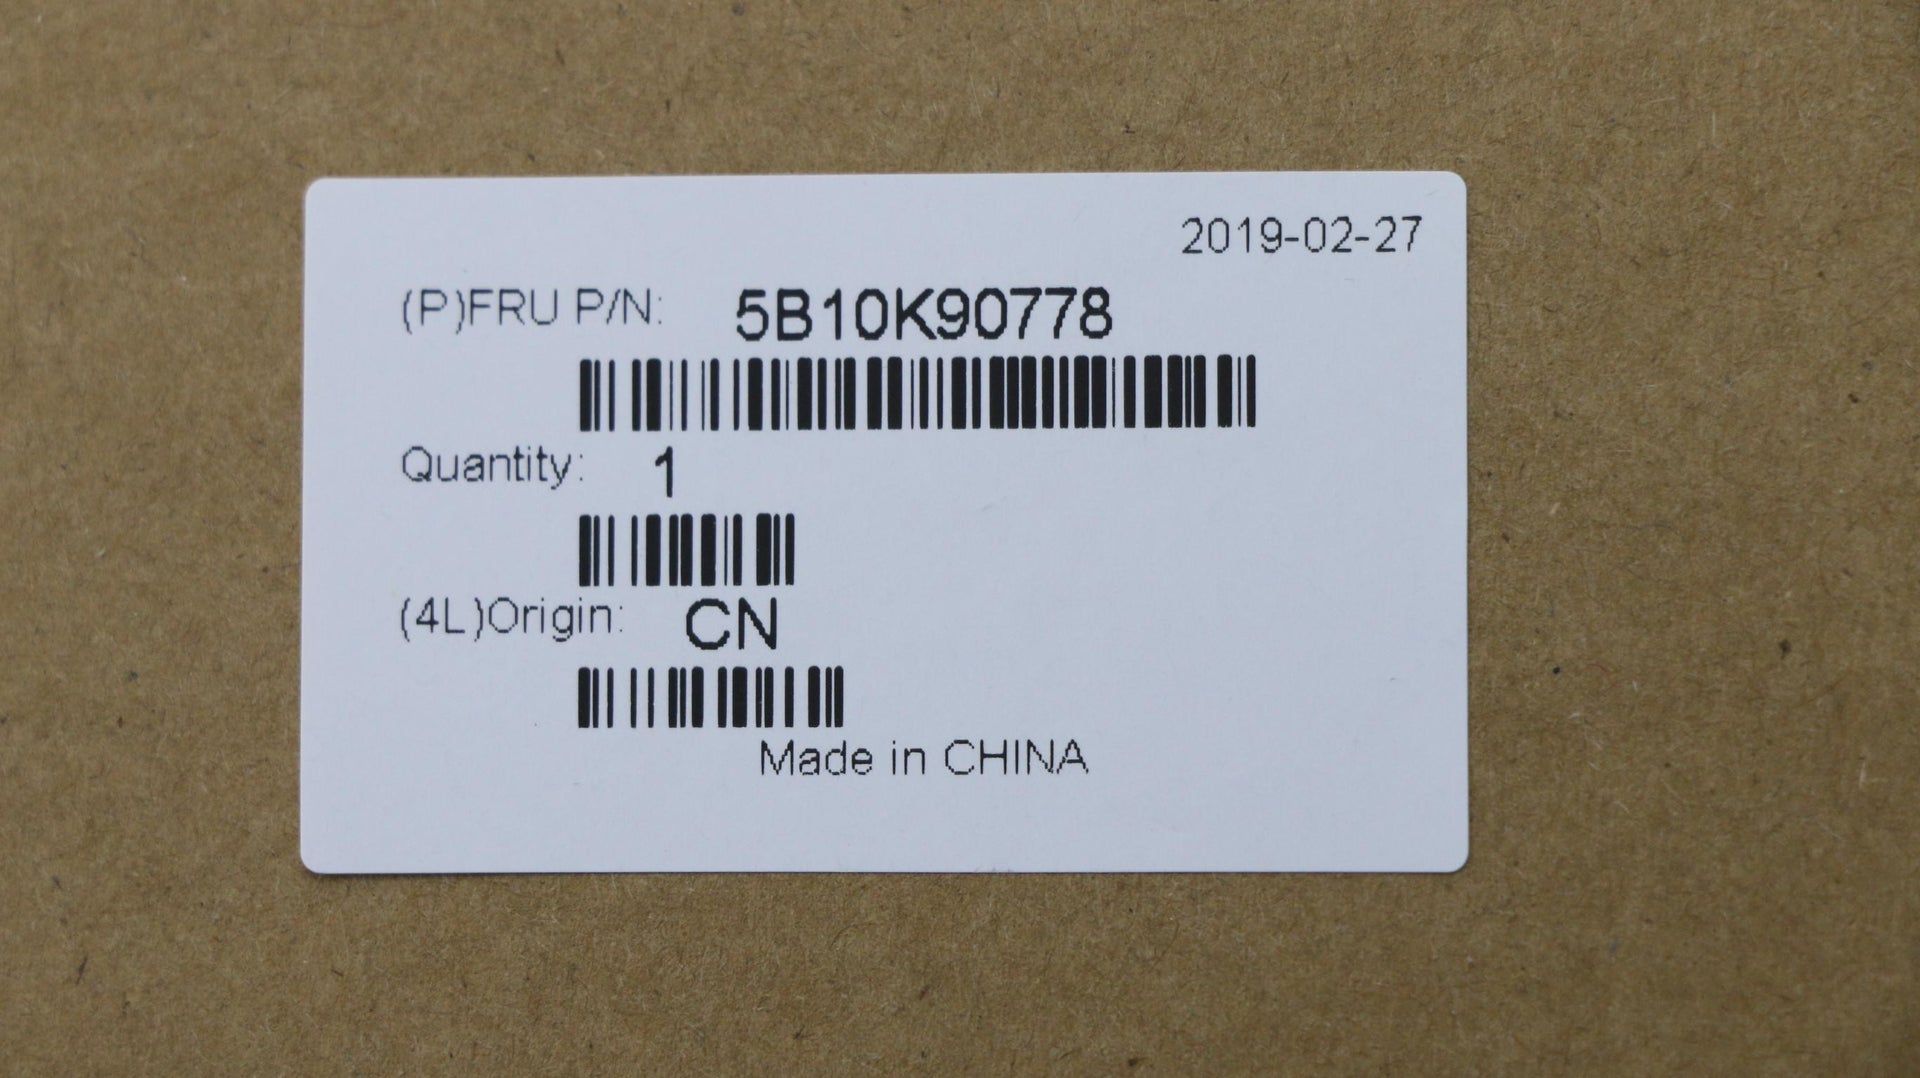 2019-02-27
(P)FRU P/N: 5B10K90778
Quantity: 1
(4L)Origin: CN
Made in CHINA